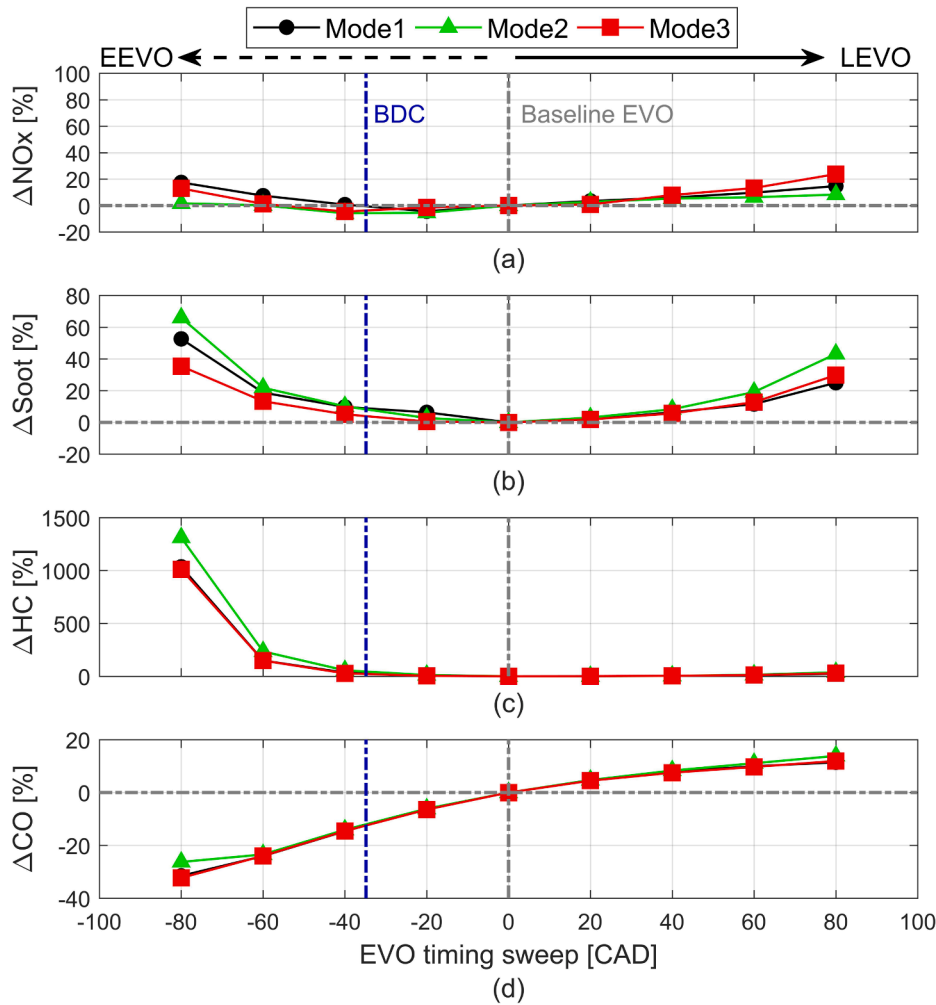 Mode1 Mode2 Mode3
EEVO LEVO
100
80
60
40
20
0
-20
ΔNOx [%]
BDC
Baseline EVO
(a)
80
60
40
20
0
-20
ΔSoot [%]
(b)
1500
1000
500
0
ΔHC [%]
(c)
20
0
-20
-40
ΔCO [%]
-100 -80 -60 -40 -20 0 20 40 60 80 100
EVO timing sweep [CAD]
(d)